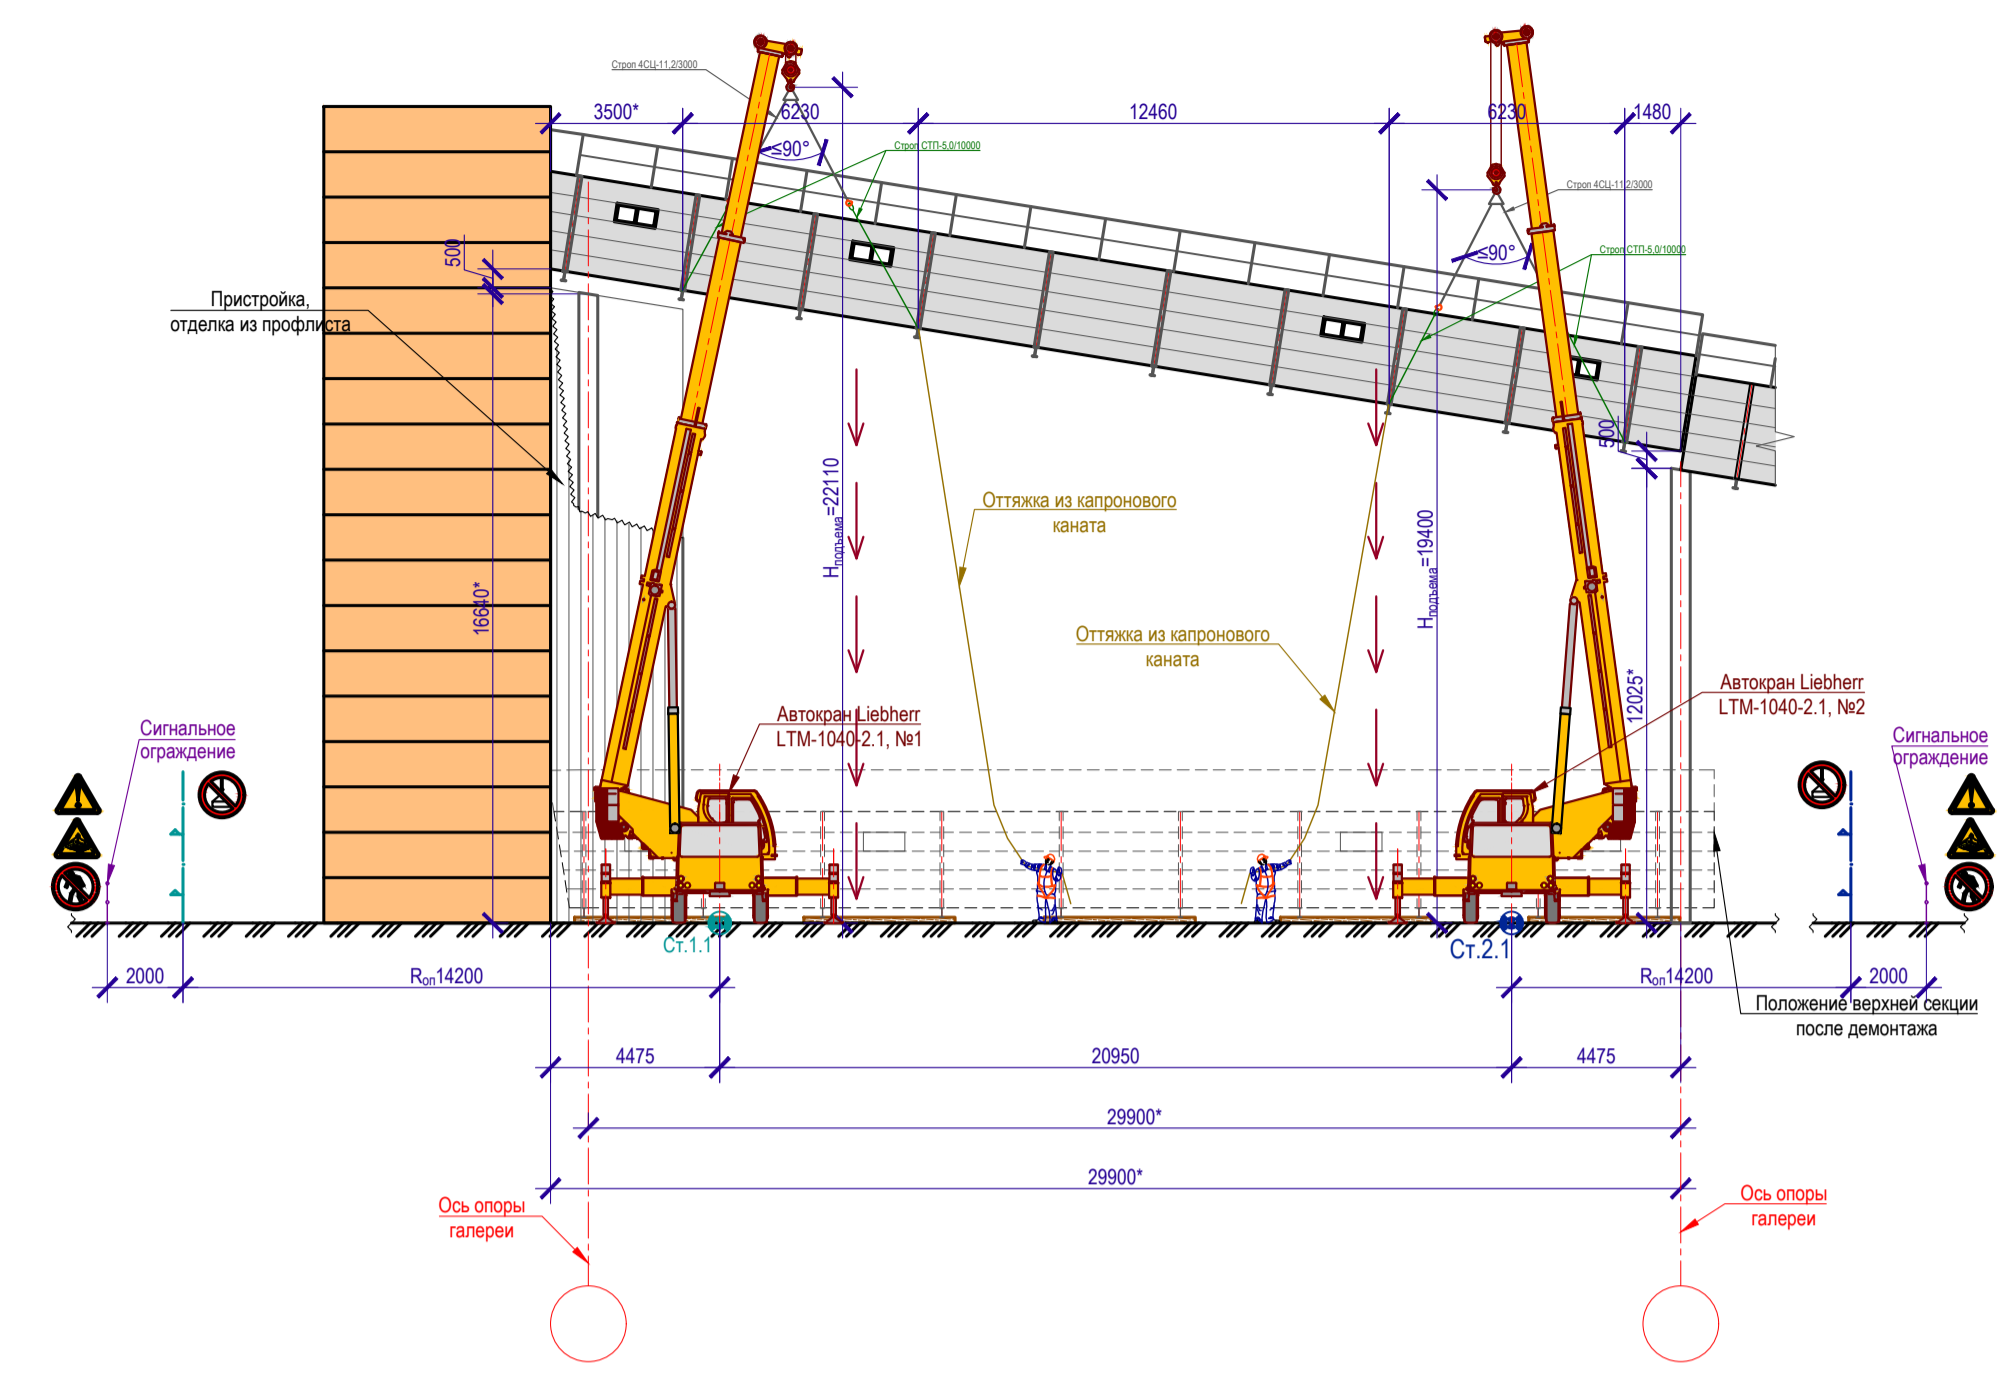 Строп 4СЦ-11,2/3000
3500*
6230
12460
6230
1480
≤90°
Строп СТП-5,0/10000
Строп 4СЦ-11,2/3000
≤90°
Строп СТП-5,0/10000
500
Пристройка,
отделка из профлиста
500
Hподъема=22110
Hподъема=19400
Оттяжка из капронового
каната
Оттяжка из капронового
каната
16640*
12025*
Автокран Liebherr
LTM-1040-2.1, №1
Автокран Liebherr
LTM-1040-2.1, №2
Сигнальное
ограждение
Сигнальное
ограждение
Ст.1.1
Ст.2.1
2000
Rоп14200
Rоп14200
2000
Положение верхней секции
после демонтажа
4475
20950
4475
29900*
29900*
Ось опоры
галереи
Ось опоры
галереи